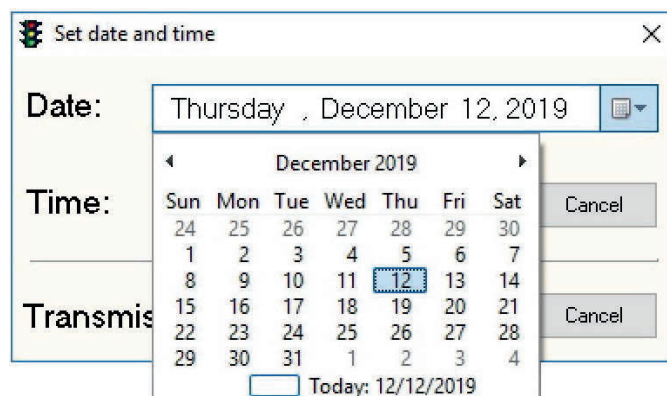 Set date and time
Date:
Thursday , December 12, 2019
December 2019
Sun Mon Tue Wed Thu Fri Sat
24 25 26 27 28 29 30
1 2 3 4 5 6 7
Time:
Cancel
8 9 10 11 12 13 14
15 16 17 18 19 20 21
Transmis
Cancel
22 23 24 25 26 27 28
29 30 31 1 2 3 4
Today: 12/12/2019